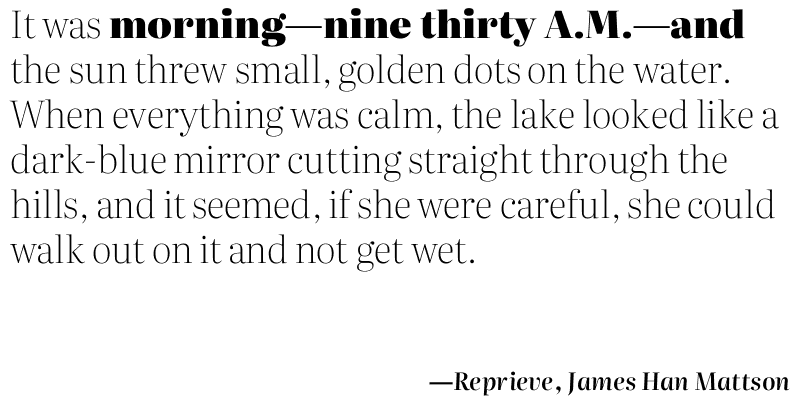 It was morning—nine thirty A.M.—and
the sun threw small, golden dots on the water.
When everything was calm, the lake looked like a
dark-blue mirror cutting straight through the
hills, and it seemed, if she were careful, she could
walk out on it and not get wet.
—Reprieve, James Han Mattson